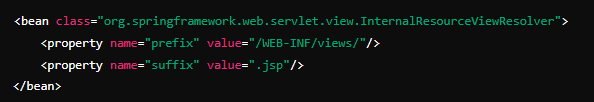 <bean class="org.springframework.web.servlet.view.InternalResourceViewResolver">
    <property name="prefix" value="/WEB-INF/views/"/>
    <property name="suffix" value=".jsp"/>
</bean>